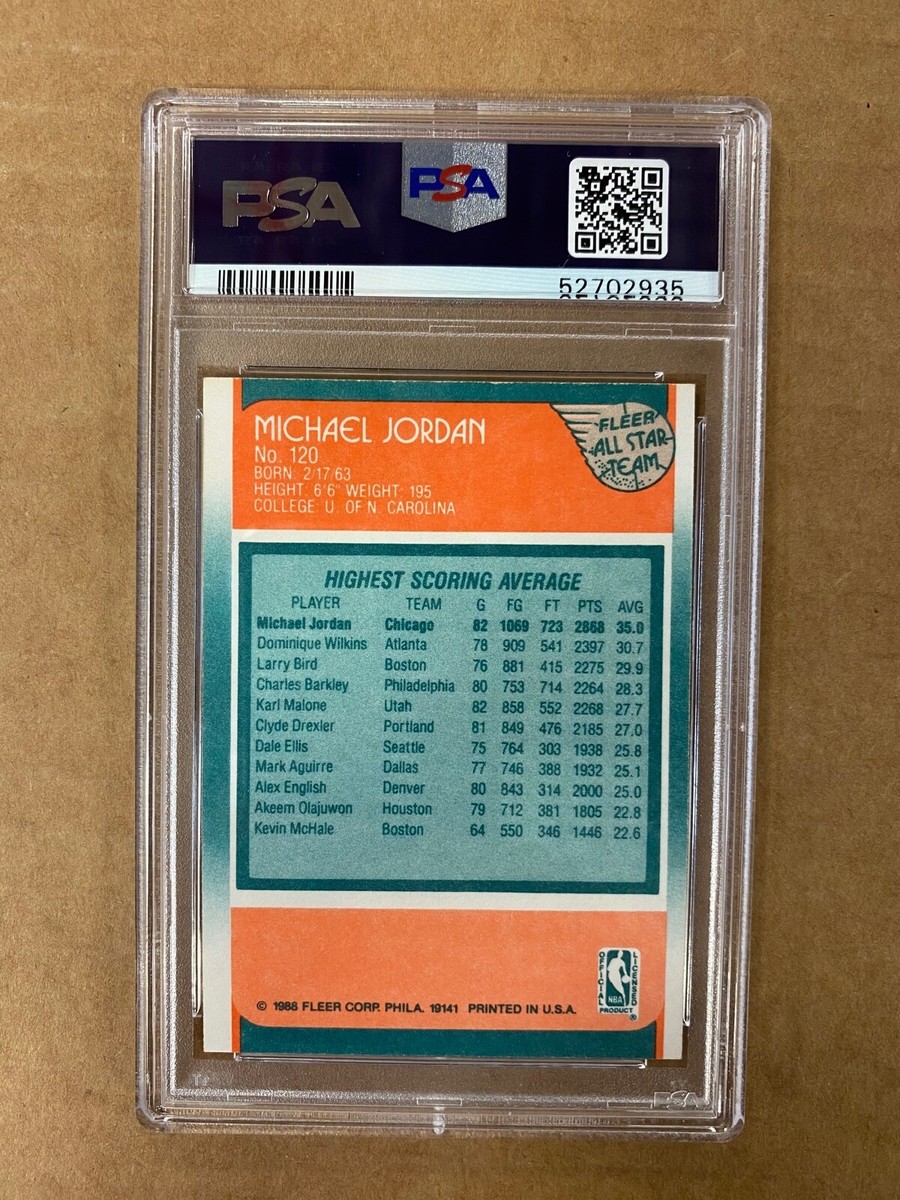 PSA
PSA
52702935
MICHAEL JORDAN
No. 120
BORN: 2/17/63
HEIGHT: 6'6" WEIGHT: 195
COLLEGE: U. OF N. CAROLINA
FLEER
ALL STAR
TEAM
HIGHEST SCORING AVERAGE
PLAYER TEAM G FG FT PTS AVG
Michael Jordan Chicago 82 1069 723 2868 35.0
Dominique Wilkins Atlanta 78 909 541 2397 30.7
Larry Bird Boston 76 881 415 2275 29.9
Charles Barkley Philadelphia 80 753 714 2264 28.3
Karl Malone Utah 82 858 552 2268 27.7
Clyde Drexler Portland 81 849 476 2185 27.0
Dale Ellis Seattle 75 764 303 1938 25.8
Mark Aguirre Dallas 77 746 388 1932 25.1
Alex English Denver 80 843 314 2000 25.0
Akeem Olajuwon Houston 79 712 381 1805 22.8
Kevin McHale Boston 64 550 346 1446 22.6
© 1988 FLEER CORP. PHILA. 19141 PRINTED IN U.S.A.
OFFICIAL LICENSED
NBA
PRODUCT ®
PSA